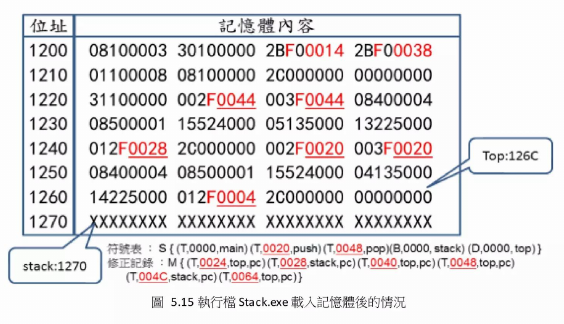 位址 記憶體內容
1200 08100003 30100000 2BF00014 2BF00038
1210 01100008 08100000 2C000000 00000000
1220 31100000 002F0044 003F0044 08400004
1230 08500001 15524000 05135000 13225000
1240 012F0028 2C000000 002F0020 003F0020
1250 08400004 08500001 15524000 04135000
1260 14225000 012F0004 2C000000 00000000
1270 XXXXXXXX XXXXXXXX XXXXXXXX XXXXXXXX
Top:126C
stack:1270
符號表 : S { (T,0000,main) (T,0020,push) (T,0048,pop)(B,0000, stack) (D,0000, top) }
修正記錄 : M { (T,0024,top,pc) (T,0028,stack,pc) (T,0040,top,pc) (T,0048,top,pc)
(T,004C,stack,pc) (T,0064,top,pc) }
圖 5.15 執行檔 Stack.exe 載入記憶體後的情況